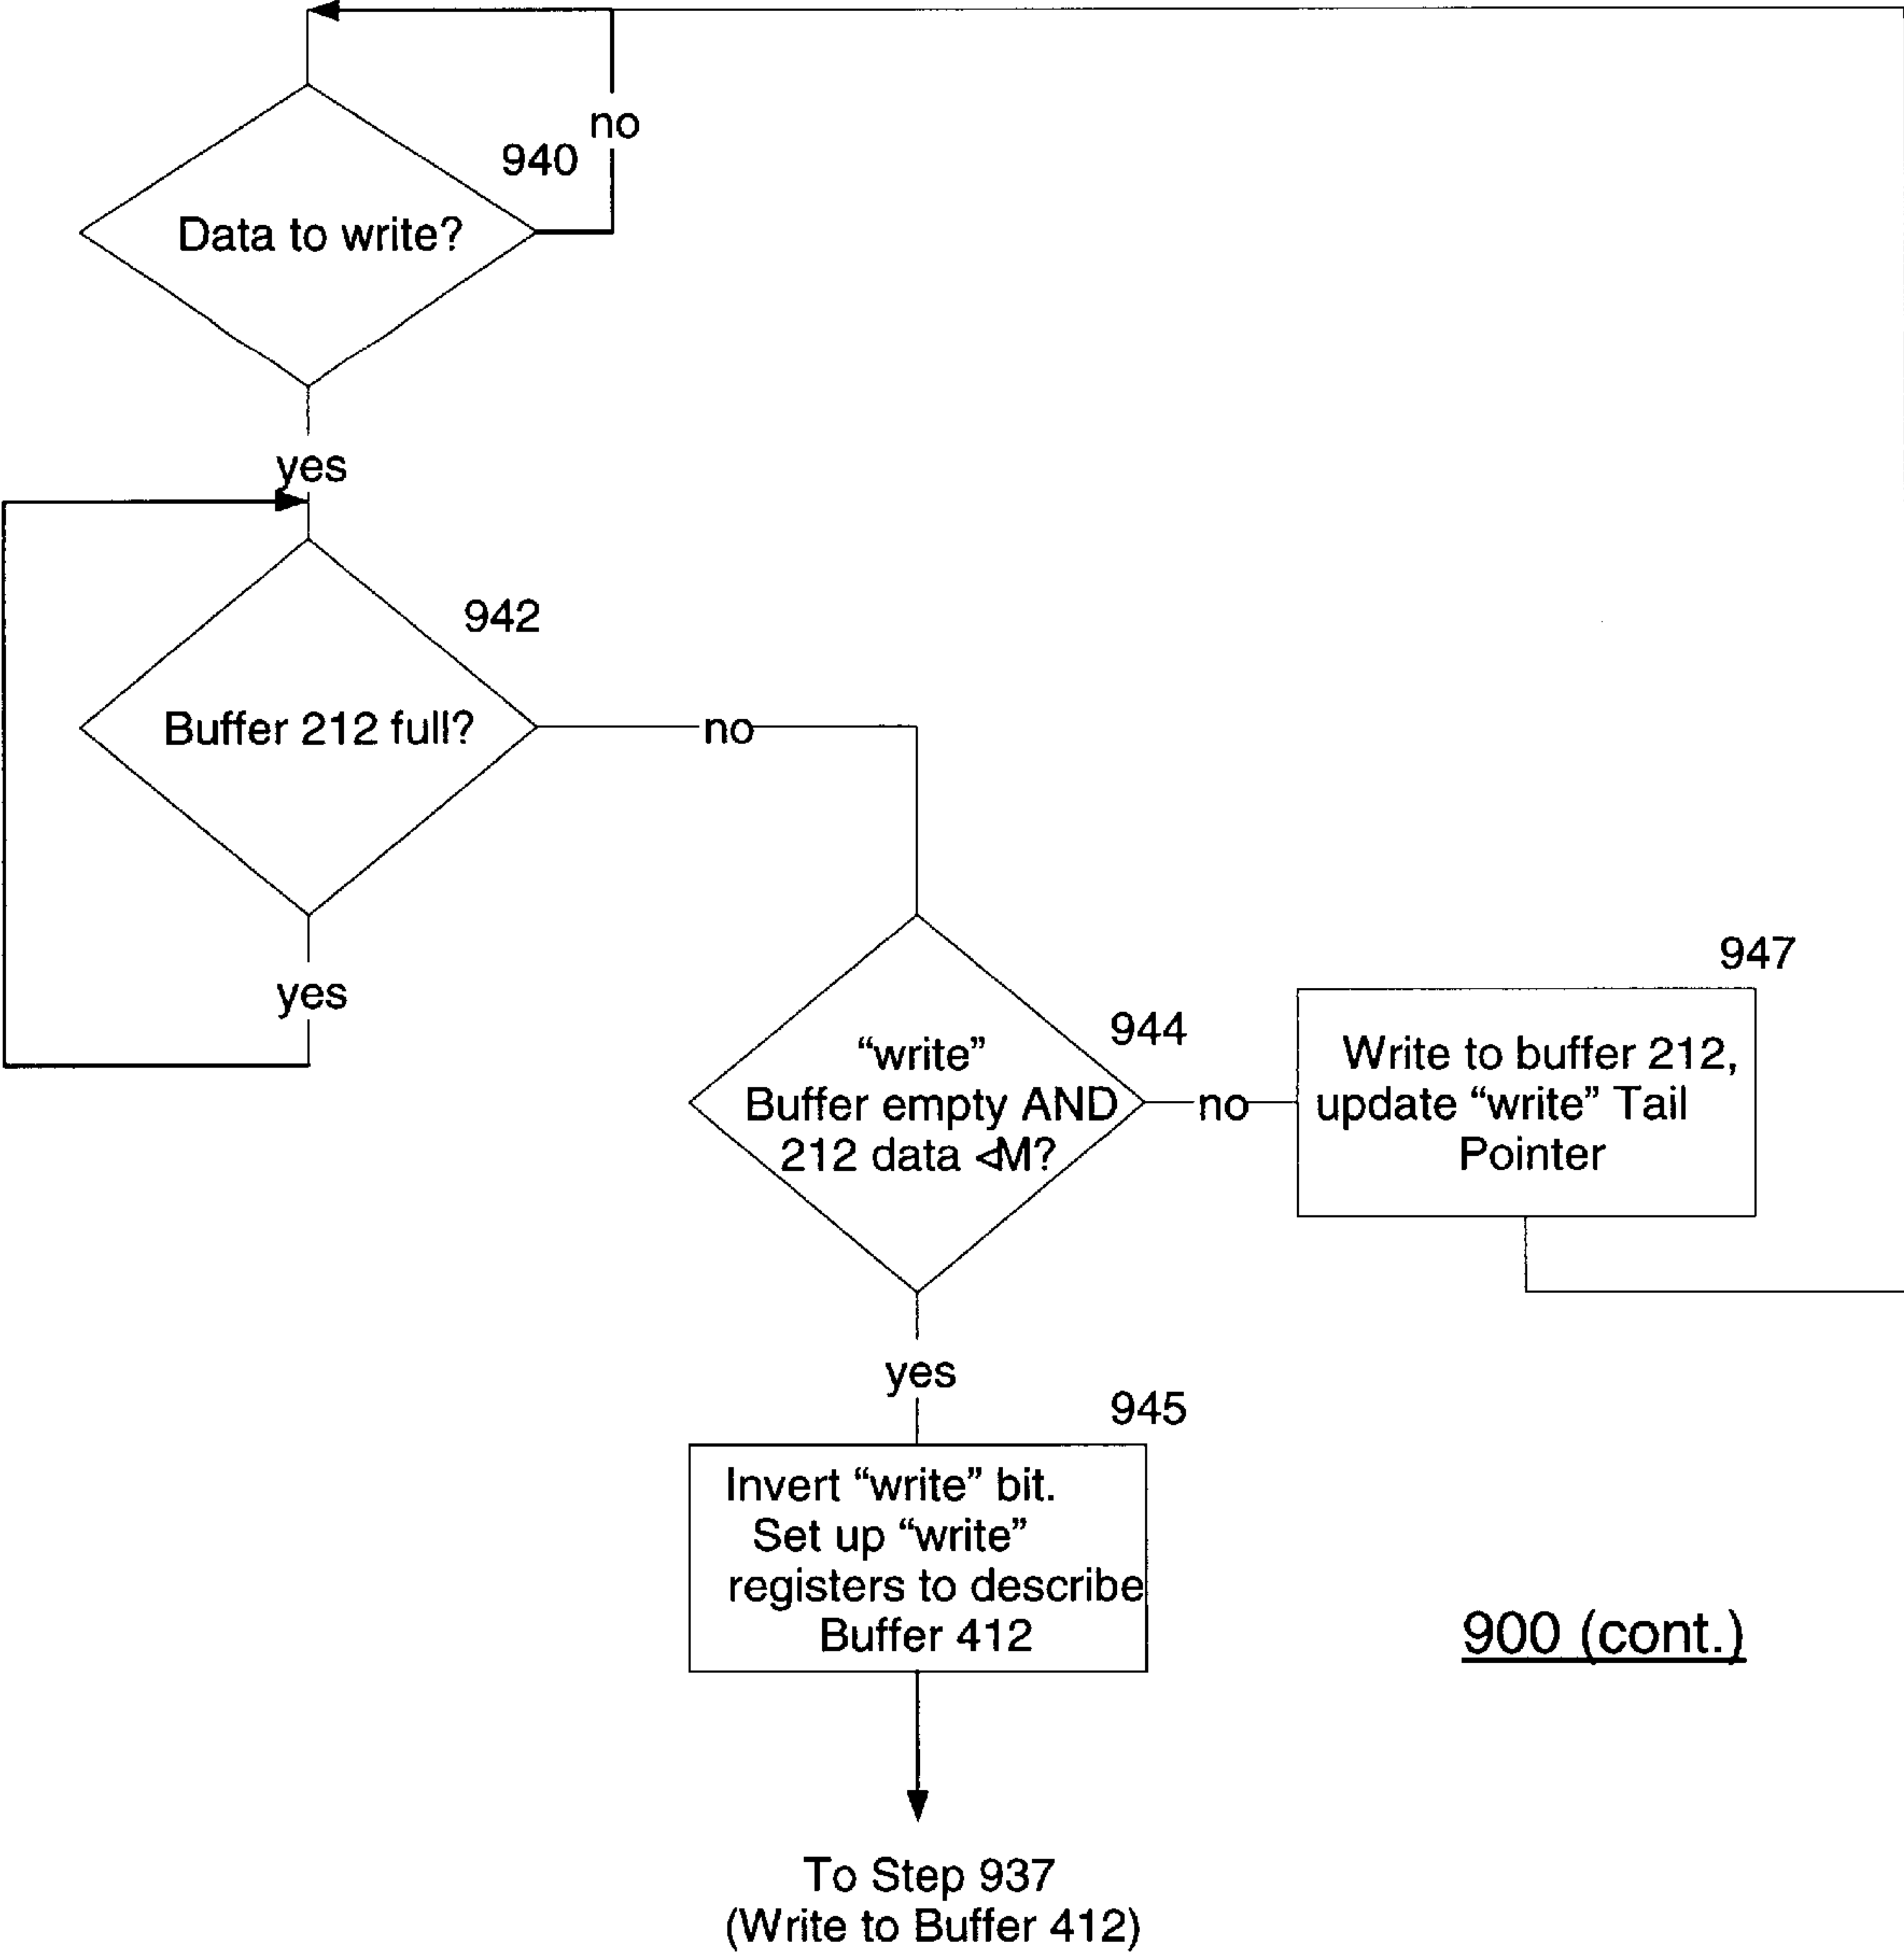 no
940
Data to write?
yes
942
Buffer 212 full?
no
yes
947
944
“write”
Buffer empty AND
212 data <M?
no
Write to buffer 212,
update “write” Tail
Pointer
yes
945
Invert “write” bit.
Set up “write”
registers to describe
Buffer 412
900 (cont.)
To Step 937
(Write to Buffer 412)